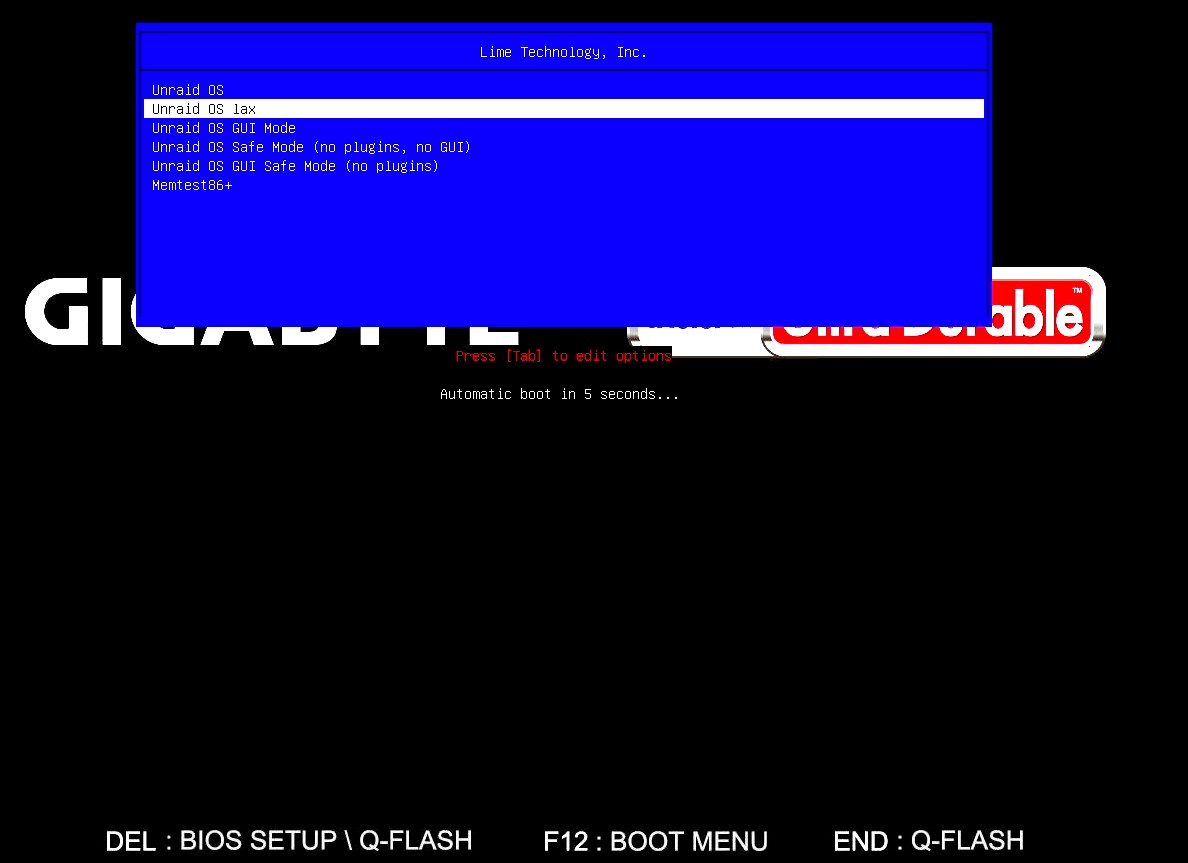 Lime Technology, Inc.
Unraid OS
Unraid OS lax
Unraid OS GUI Mode
Unraid OS Safe Mode (no plugins, no GUI)
Unraid OS GUI Safe Mode (no plugins)
Memtest86+
GIGABYTE
Ultra Durable™
Press [Tab] to edit options
Automatic boot in 5 seconds...
DEL : BIOS SETUP \ Q-FLASH F12 : BOOT MENU END : Q-FLASH